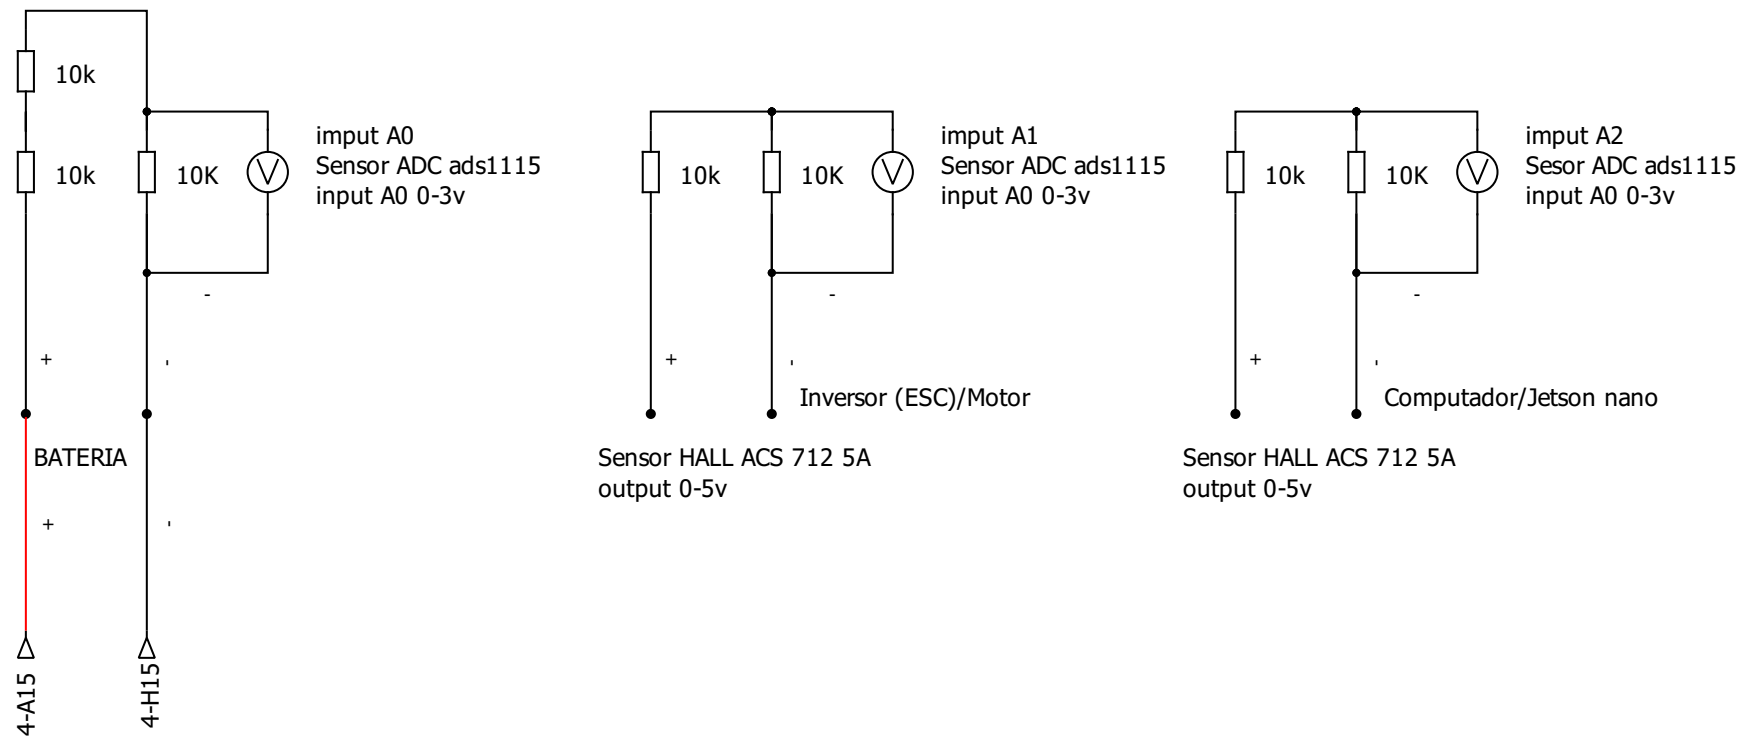 10k
10k
10K
imput A0
Sensor ADC ads1115
input A0 0-3v
V
-
+
'
BATERIA
+
'
4-A15
4-H15
10k
10K
V
imput A1
Sensor ADC ads1115
input A0 0-3v
-
+
'
Inversor (ESC)/Motor
Sensor HALL ACS 712 5A
output 0-5v
10k
10K
V
imput A2
Sesor ADC ads1115
input A0 0-3v
-
+
'
Computador/Jetson nano
Sensor HALL ACS 712 5A
output 0-5v